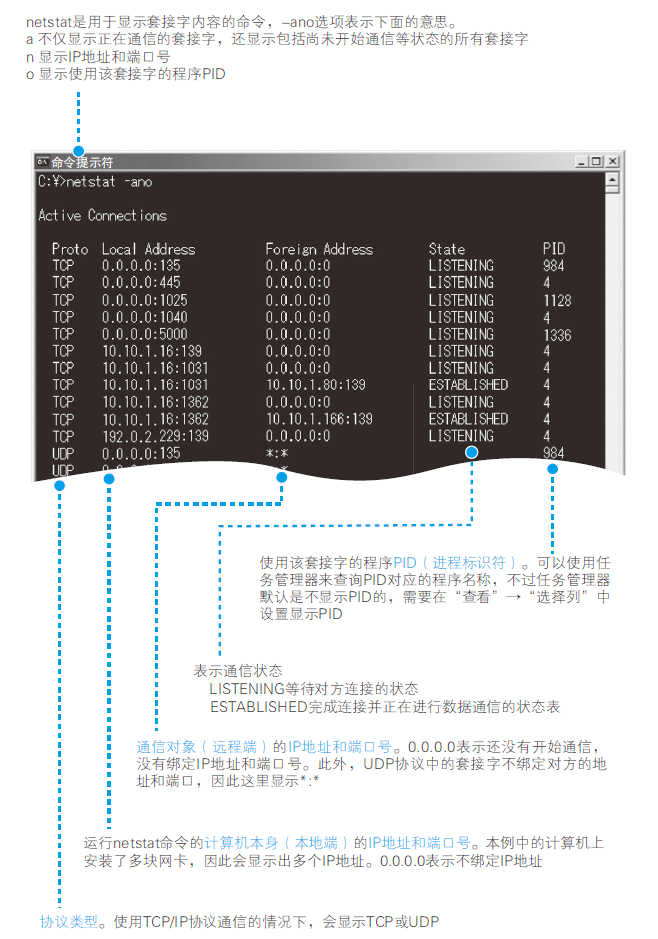 netstat是用于显示套接字内容的命令，–ano选项表示下面的意思。
a 不仅显示正在通信的套接字，还显示包括尚未开始通信等状态的所有套接字
n 显示IP地址和端口号
o 显示使用该套接字的程序PID
命令提示符
C:¥>netstat -ano
Active Connections
Proto Local Address Foreign Address State PID
TCP 0.0.0.0:135 0.0.0.0:0 LISTENING 984
TCP 0.0.0.0:445 0.0.0.0:0 LISTENING 4
TCP 0.0.0.0:1025 0.0.0.0:0 LISTENING 1128
TCP 0.0.0.0:1040 0.0.0.0:0 LISTENING 4
TCP 0.0.0.0:5000 0.0.0.0:0 LISTENING 1336
TCP 10.10.1.16:139 0.0.0.0:0 LISTENING 4
TCP 10.10.1.16:1031 0.0.0.0:0 LISTENING 4
TCP 10.10.1.16:1031 10.10.1.80:139 ESTABLISHED 4
TCP 10.10.1.16:1362 0.0.0.0:0 LISTENING 4
TCP 10.10.1.16:1362 10.10.1.166:139 ESTABLISHED 4
TCP 192.0.2.229:139 0.0.0.0:0 LISTENING 4
UDP 0.0.0.0:135 *:* 984
UDP
使用该套接字的程序PID（进程标识符）。可以使用任
务管理器来查询PID对应的程序名称，不过任务管理器
默认是不显示PID的，需要在“查看”→“选择列”中
设置显示PID
表示通信状态
LISTENING等待对方连接的状态
ESTABLISHED完成连接并正在进行数据通信的状态表
通信对象（远程端）的IP地址和端口号。0.0.0.0表示还没有开始通信，
没有绑定IP地址和端口号。此外，UDP协议中的套接字不绑定对方的地
址和端口，因此这里显示*:*
运行netstat命令的计算机本身（本地端）的IP地址和端口号。本例中的计算机上
安装了多块网卡，因此会显示出多个IP地址。0.0.0.0表示不绑定IP地址
协议类型。使用TCP/IP协议通信的情况下，会显示TCP或UDP